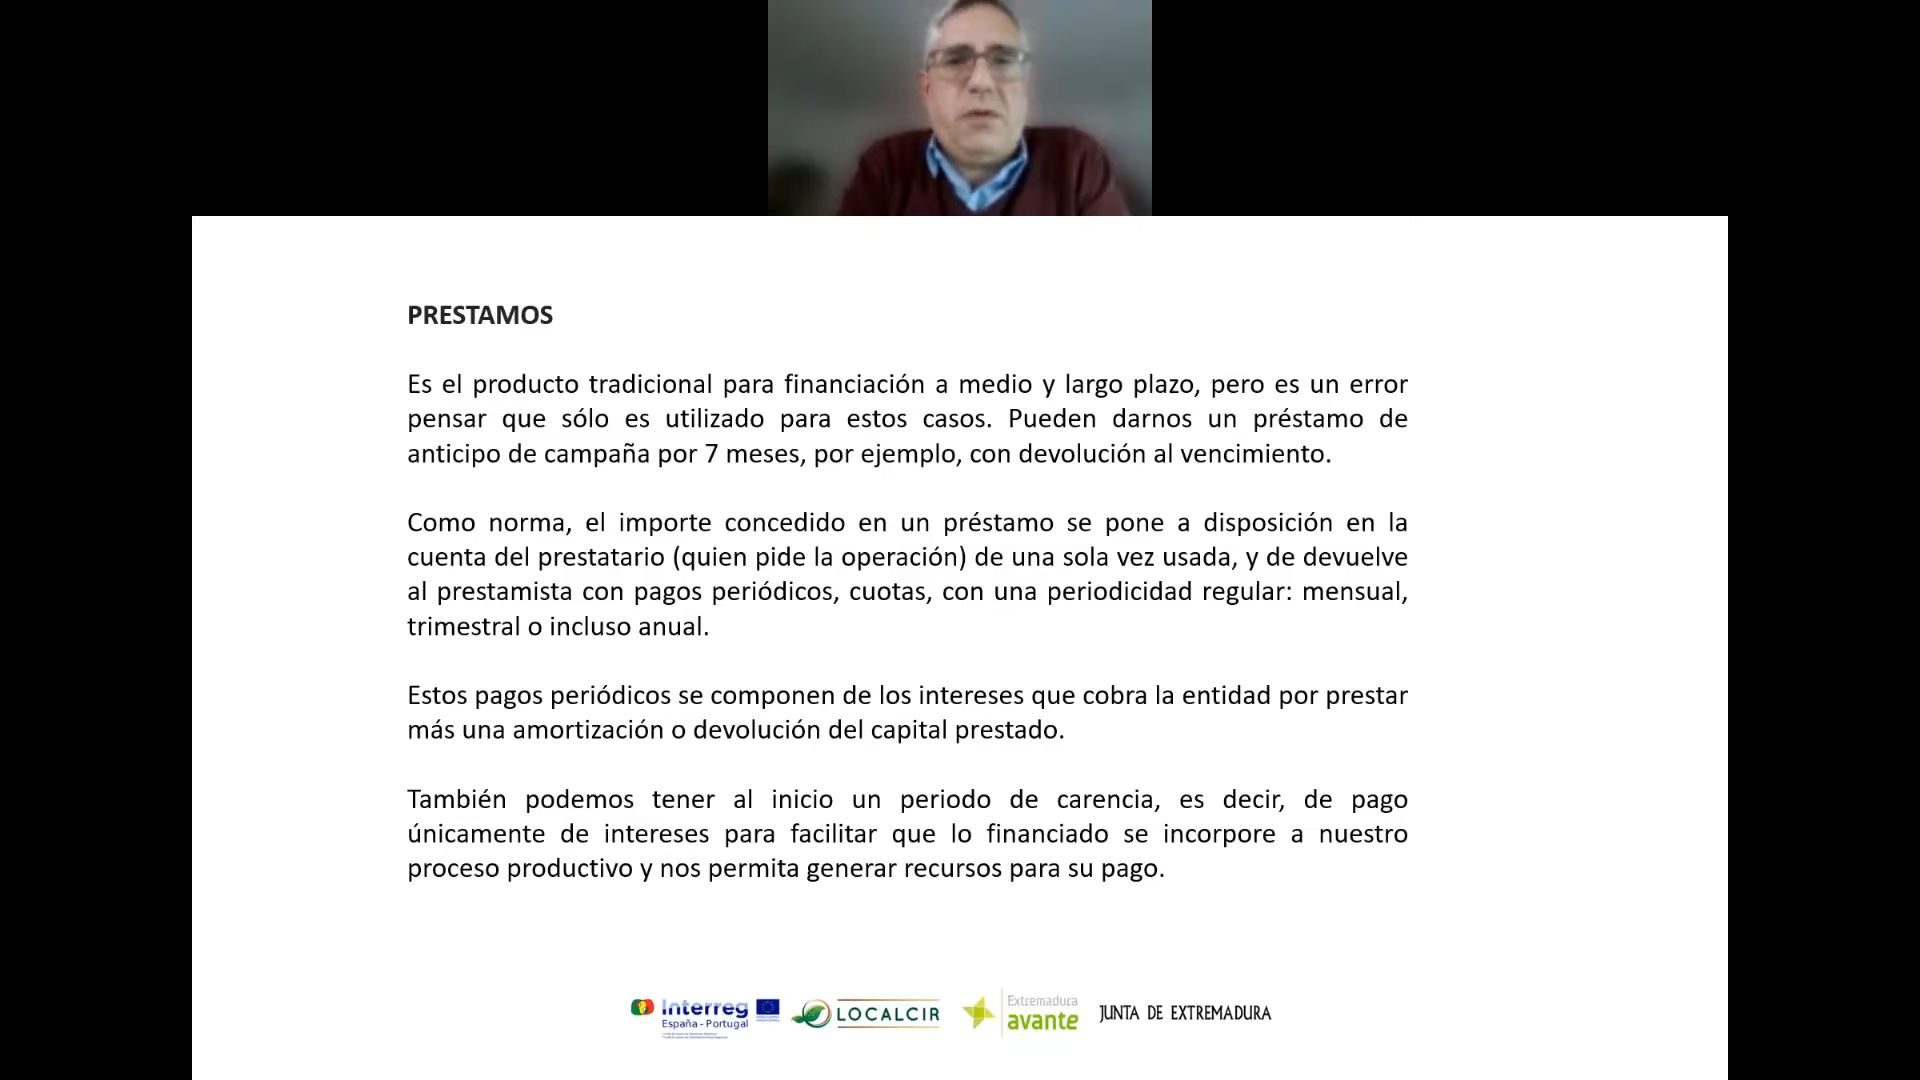 PRESTAMOS
Es el producto tradicional para financiación a medio y largo plazo, pero es un error
pensar que sólo es utilizado para estos casos. Pueden darnos un préstamo de
anticipo de campaña por 7 meses, por ejemplo, con devolución al vencimiento.
Como norma, el importe concedido en un préstamo se pone a disposición en la
cuenta del prestatario (quien pide la operación) de una sola vez usada, y de devuelve
al prestamista con pagos periódicos, cuotas, con una periodicidad regular: mensual,
trimestral o incluso anual.
Estos pagos periódicos se componen de los intereses que cobra la entidad por prestar
más una amortización o devolución del capital prestado.
También podemos tener al inicio un periodo de carencia, es decir, de pago
únicamente de intereses para facilitar que lo financiado se incorpore a nuestro
proceso productivo y nos permita generar recursos para su pago.
Interreg
España - Portugal
LOCALCIR
Extremadura
avante
JUNTA DE EXTREMADURA